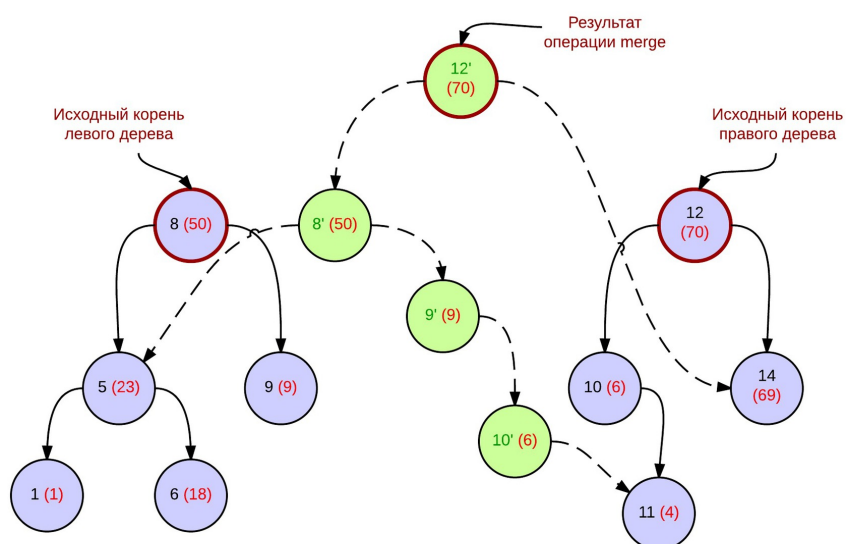 Результат
операции merge
12'
(70)
Исходный корень
левого дерева
Исходный корень
правого дерева
8 (50)
8' (50)
12
(70)
9' (9)
5 (23)
9 (9)
10 (6)
14
(69)
10' (6)
1 (1)
6 (18)
11 (4)